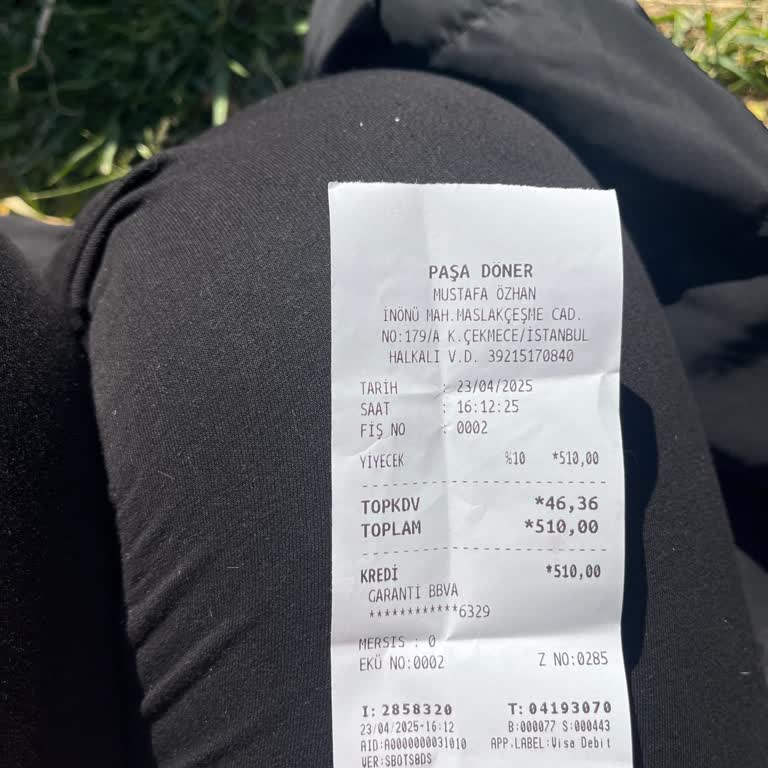 PAŞA DÖNER
MUSTAFA ÖZHAN
İNÖNÜ MAH.MASLAKÇEŞME CAD.
NO:179/A K.ÇEKMECE/İSTANBUL
HALKALI V.D. 39215170840
TARİH : 23/04/2025
SAAT : 16:12:25
FİŞ NO : 0002
YİYECEK %10 *510,00
TOPKDV *46,36
TOPLAM *510,00
KREDİ *510,00
GARANTİ BBVA
************6329
MERSIS : 0
EKÜ NO:0002 Z NO:0285
I: 2858320 T: 04193070
23/04/2025-16:12 B:000077 S:000443
AID:A0000000031010 APP.LABEL:Visa Debit
VER:SBOTSBDS